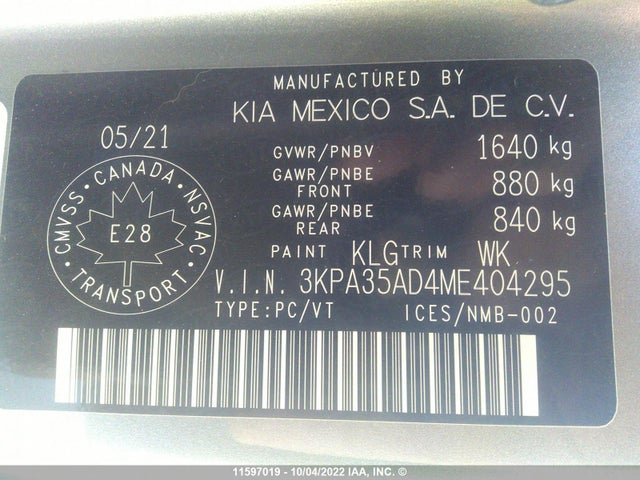 MANUFACTURED BY
KIA MEXICO S.A. DE C.V.
05/21
GVWR/PNBV 1640 kg
GAWR/PNBE FRONT 880 kg
GAWR/PNBE REAR 840 kg
CMVSS · CANADA · NSVAC · TRANSPORT ·
E28
PAINT KLG TRIM WK
V.I.N. 3KPA35AD4ME404295
TYPE:PC/VT ICES/NMB-002
11597019 - 10/04/2022 IAA, INC. ©